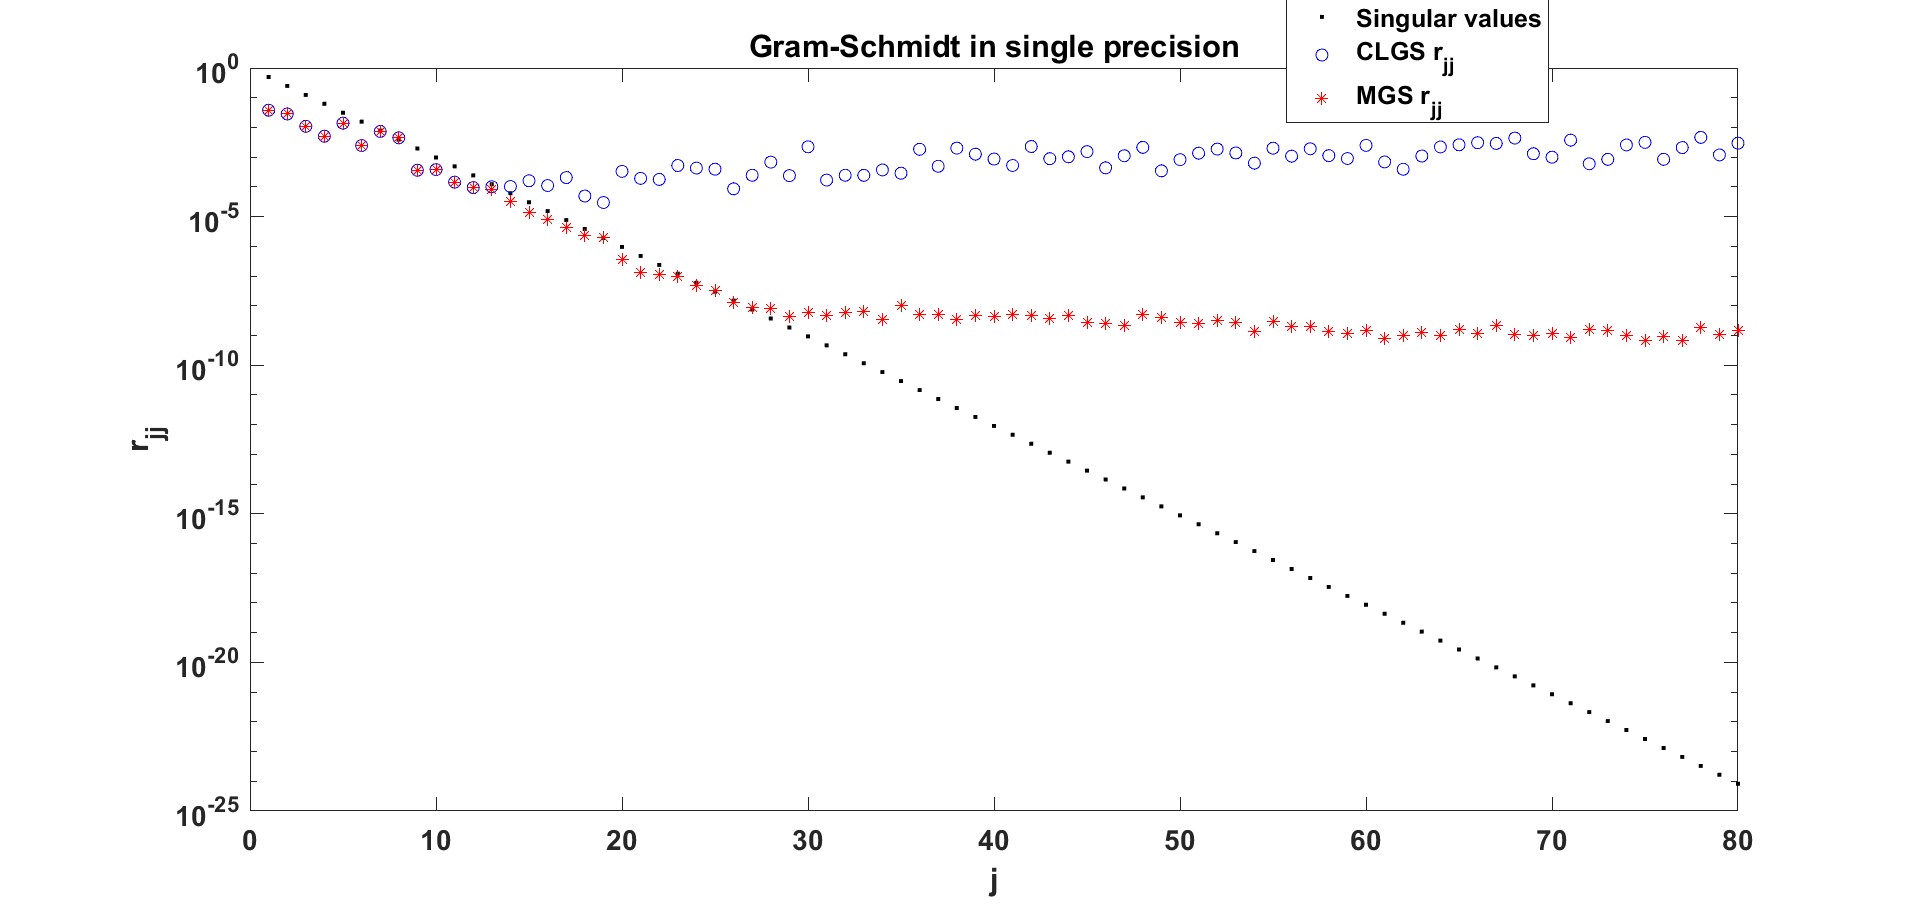 Gram-Schmidt in single precision
Singular values
CLGS r_jj
MGS r_jj
r_jj
10^0
10^-5
10^-10
10^-15
10^-20
10^-25
0 10 20 30 40 50 60 70 80
j